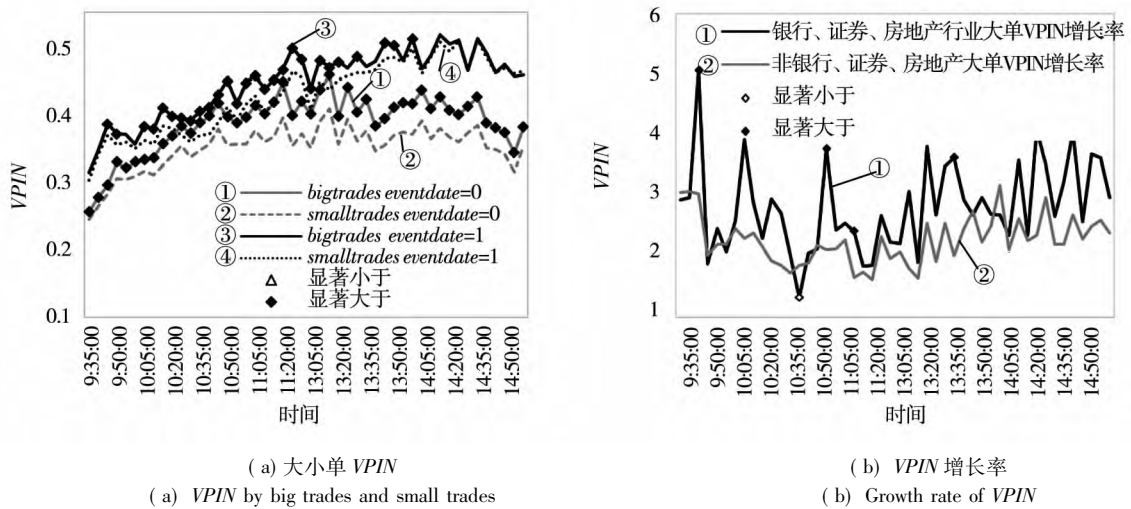 VPIN
0.5
0.4
0.3
0.2
0.1
③
①
④
②
① bigtrades eventdate=0
② smalltrades eventdate=0
③ bigtrades eventdate=1
④ smalltrades eventdate=1
显著小于
显著大于
9:35:00
9:50:00
10:05:00
10:20:00
10:35:00
10:50:00
11:05:00
11:20:00
13:05:00
13:20:00
13:35:00
13:50:00
14:05:00
14:20:00
14:35:00
14:50:00
时间
(a) 大小单 VPIN
(a) VPIN by big trades and small trades
VPIN
6
5
4
3
2
1
① 银行、证券、房地产行业大单VPIN增长率
② 非银行、证券、房地产大单VPIN增长率
显著小于
显著大于
①
②
9:35:00
9:50:00
10:05:00
10:20:00
10:35:00
10:50:00
11:05:00
11:20:00
13:05:00
13:20:00
13:35:00
13:50:00
14:05:00
14:20:00
14:35:00
14:50:00
时间
(b) VPIN 增长率
(b) Growth rate of VPIN